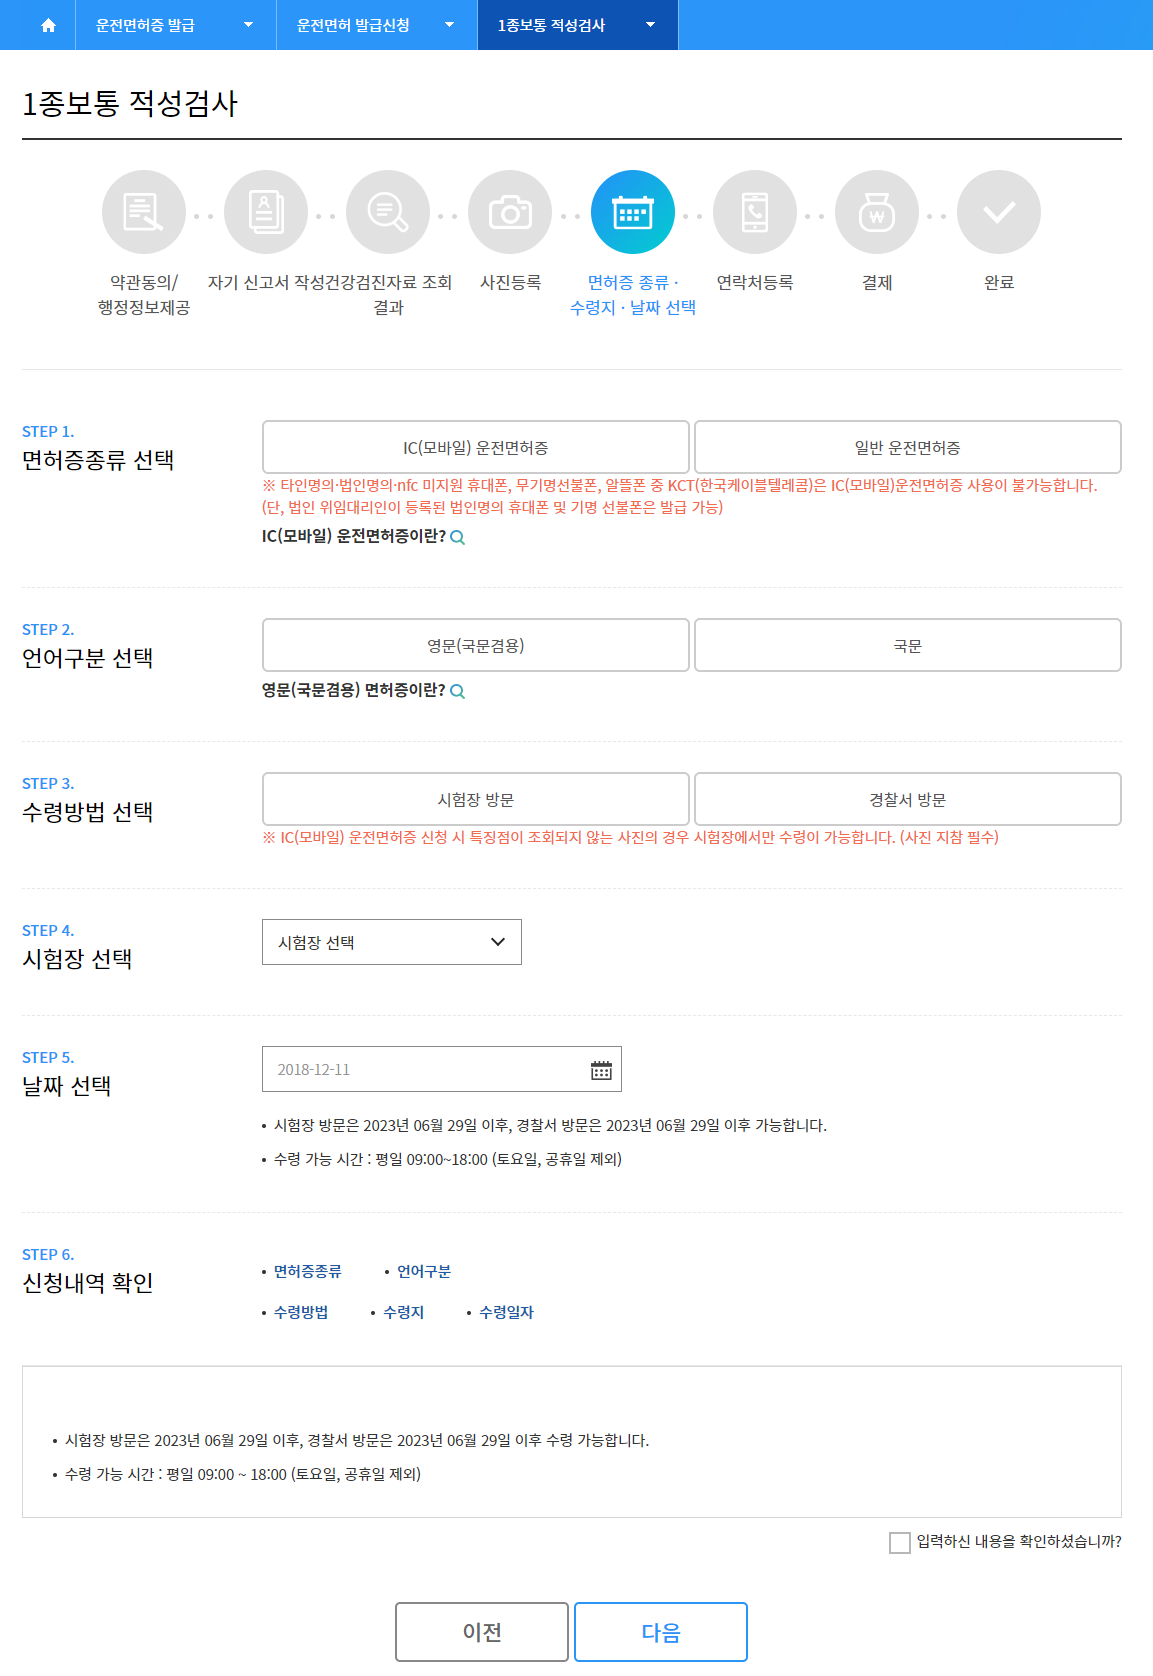 운전면허증 발급
운전면허 발급신청
1종보통 적성검사
1종보통 적성검사
약관동의/
행정정보제공
자기 신고서 작성
건강검진자료 조회
결과
사진등록
면허증 종류 ·
수령지 · 날짜 선택
연락처등록
결제
완료
STEP 1.
면허증종류 선택
IC(모바일) 운전면허증
일반 운전면허증
※ 타인명의·법인명의·nfc 미지원 휴대폰, 무기명선불폰, 알뜰폰 중 KCT(한국케이블텔레콤)은 IC(모바일)운전면허증 사용이 불가능합니다.
(단, 법인 위임대리인이 등록된 법인명의 휴대폰 및 기명 선불폰은 발급 가능)
IC(모바일) 운전면허증이란?
STEP 2.
언어구분 선택
영문(국문겸용)
국문
영문(국문겸용) 면허증이란?
STEP 3.
수령방법 선택
시험장 방문
경찰서 방문
※ IC(모바일) 운전면허증 신청 시 특징점이 조회되지 않는 사진의 경우 시험장에서만 수령이 가능합니다. (사진 지참 필수)
STEP 4.
시험장 선택
시험장 선택
STEP 5.
날짜 선택
2018-12-11
• 시험장 방문은 2023년 06월 29일 이후, 경찰서 방문은 2023년 06월 29일 이후 가능합니다.
• 수령 가능 시간 : 평일 09:00~18:00 (토요일, 공휴일 제외)
STEP 6.
신청내역 확인
• 면허증종류 • 언어구분
• 수령방법 • 수령지 • 수령일자
• 시험장 방문은 2023년 06월 29일 이후, 경찰서 방문은 2023년 06월 29일 이후 수령 가능합니다.
• 수령 가능 시간 : 평일 09:00 ~ 18:00 (토요일, 공휴일 제외)
입력하신 내용을 확인하셨습니까?
이전
다음